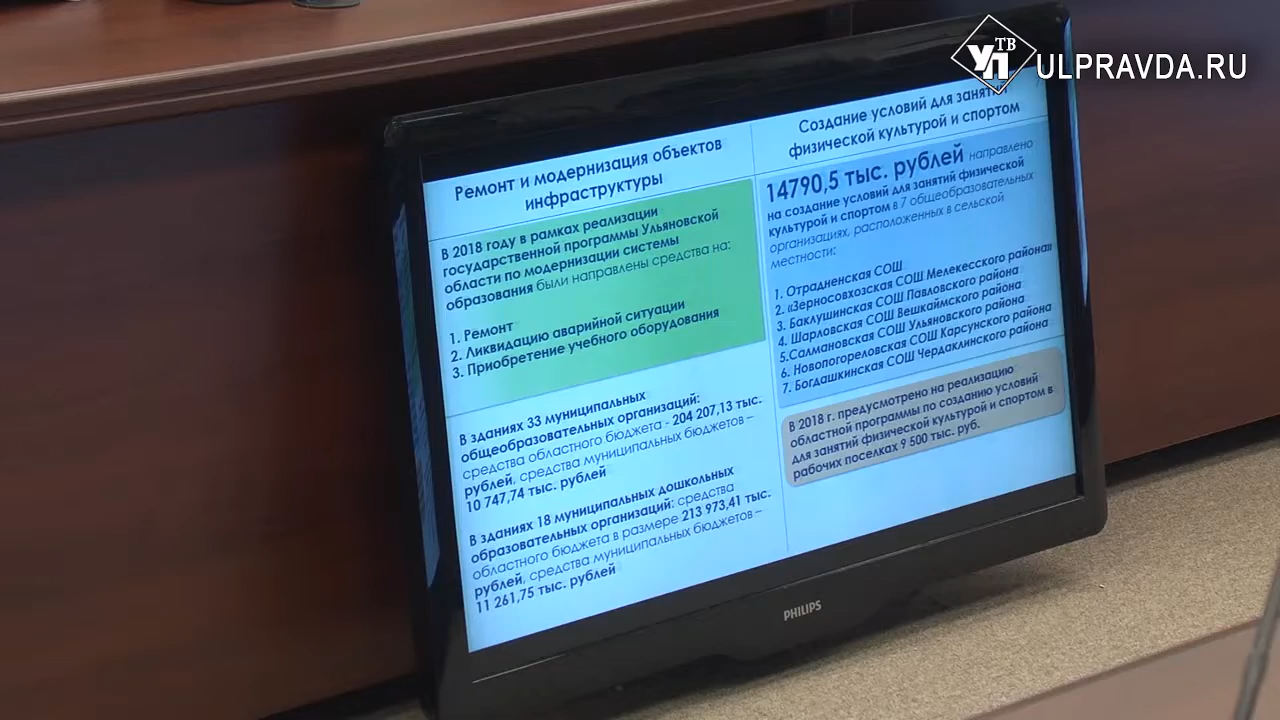 УП ТВ
ULPRAVDA.RU
Ремонт и модернизация объектов
инфраструктуры
В 2018 году в рамках реализации
государственной программы Ульяновской
области по модернизации системы
образования были направлены средства на:
1. Ремонт
2. Ликвидацию аварийной ситуации
3. Приобретение учебного оборудования
В зданиях 33 муниципальных
общеобразовательных организаций:
средства областного бюджета - 204 207,13 тыс.
рублей, средства муниципальных бюджетов –
10 747,74 тыс. рублей
В зданиях 18 муниципальных дошкольных
образовательных организаций: средства
областного бюджета в размере 213 973,41 тыс.
рублей, средства муниципальных бюджетов –
11 261,75 тыс. рублей
Создание условий для занятий
физической культурой и спортом
14790,5 тыс. рублей направлено
на создание условий для занятий физической
культурой и спортом в 7 общеобразовательных
организациях, расположенных в сельской
местности:
1. Отрадненская СОШ
2. «Зерносовхозская СОШ Мелекесского района»
3. Баклушинская СОШ Павловского района
4. Шарловская СОШ Вешкаймского района
5.Салмановская СОШ Ульяновского района
6. Новопогореловская СОШ Карсунского района
7. Богдашкинская СОШ Чердаклинского района
В 2018 г. предусмотрено на реализацию
областной программы по созданию условий
для занятий физической культурой и спортом в
рабочих поселках 9 500 тыс. руб.
PHILIPS